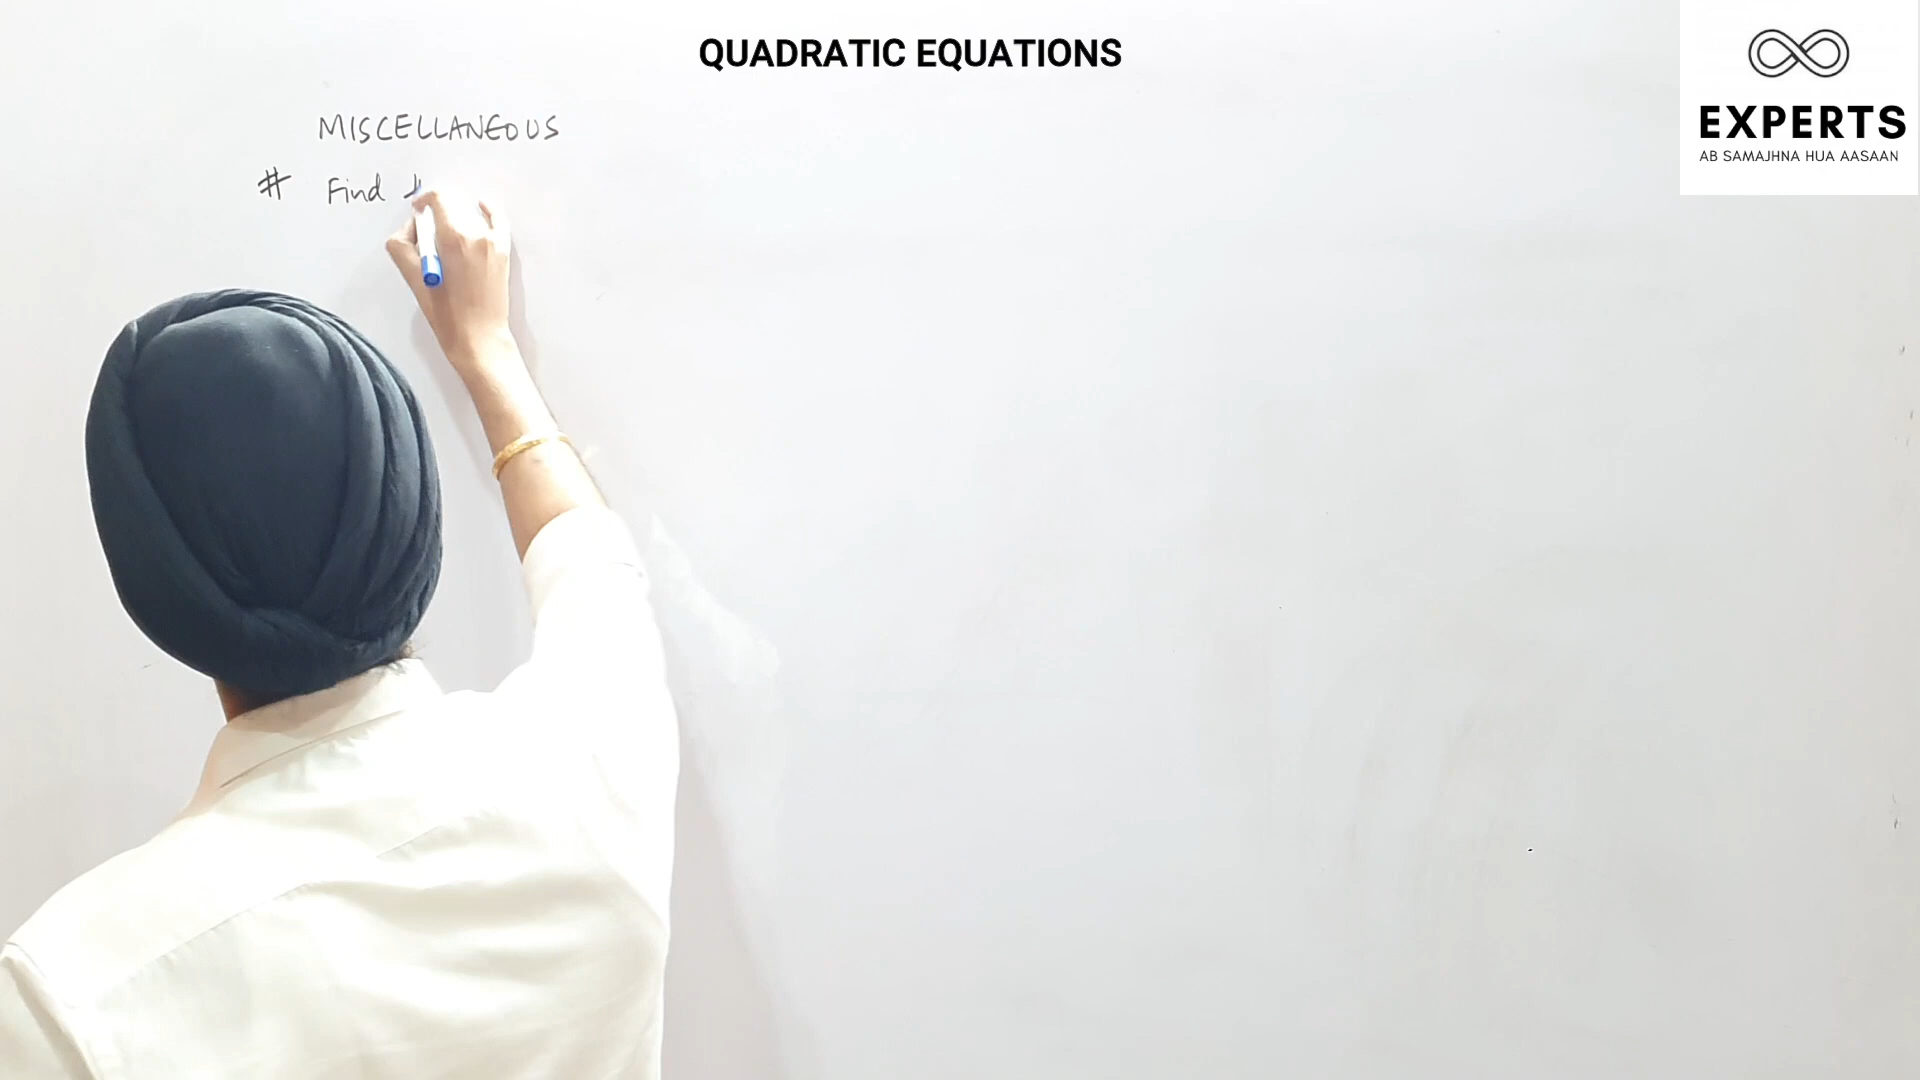 QUADRATIC EQUATIONS
EXPERTS
AB SAMAJHNA HUA AASAAN
MISCELLANEOUS
# Find